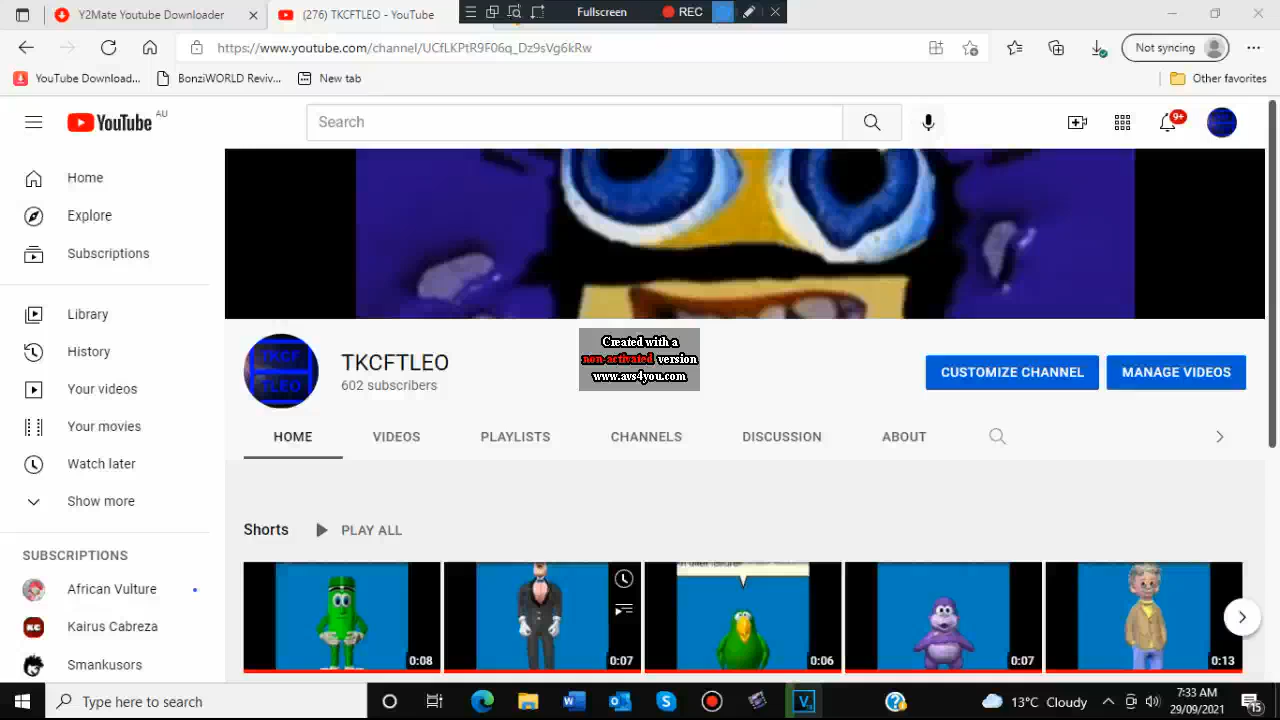 Y2Mate Youtube Downloader
(276) TKCFTLEO - YouTube
Fullscreen
REC
https://www.youtube.com/channel/UCfLKPtR9F06q_Dz9sVg6kRw
Not syncing
YouTube Download...
BonziWORLD Reviv...
New tab
Other favorites
YouTube AU
Search
9+
Home
Explore
Subscriptions
Library
History
Your videos
Your movies
Watch later
Show more
SUBSCRIPTIONS
African Vulture
KC
Kairus Cabreza
Smankusors
TKCF
TLEO
TKCFTLEO
602 subscribers
Created with a
non-activated version
www.avs4you.com
CUSTOMIZE CHANNEL
MANAGE VIDEOS
HOME
VIDEOS
PLAYLISTS
CHANNELS
DISCUSSION
ABOUT
Shorts
PLAY ALL
0:08
0:07
0:06
0:07
0:13
Type here to search
13°C Cloudy
7:33 AM
29/09/2021
15